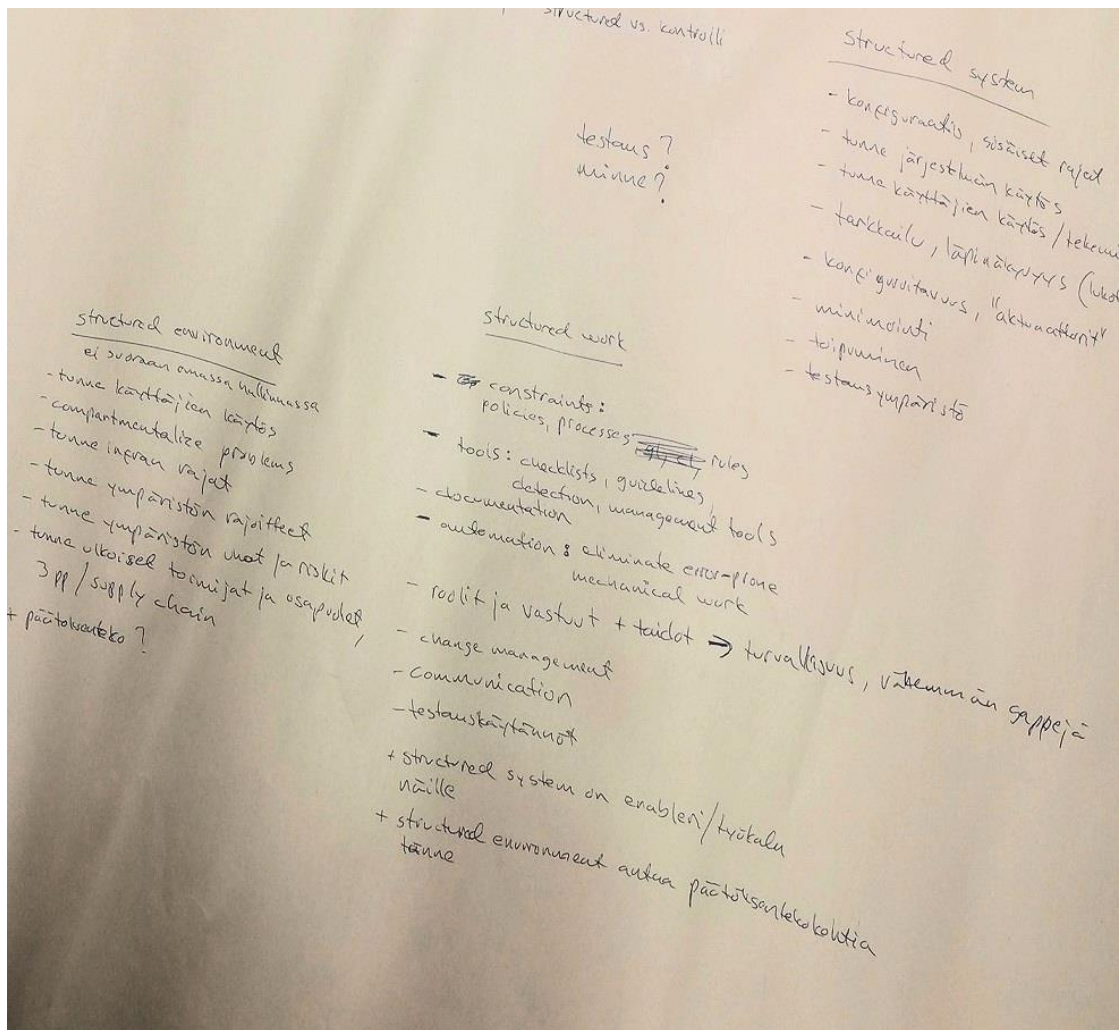 structured vs. kontrolli
testaus?
minne?
structured system
- konfiguraatio, sisäiset rajat
- tunne järjestelmän käytös
- tunne käyttäjien käytös / tekemi
- tarkkailu, läpinäkyvyys (lukot
- konfiguroitavuus, "aktuaattorit"
- minimointi
- toipuminen
- testausympäristö
structured environment
ei suoraan omassa hallinnassa
- tunne käyttäjien käytös
- compartmentalize problems
- tunne infran rajat
- tunne ympäristön rajoitteet
- tunne ympäristön uhat ja riskit
- tunne ulkoiset toimijat ja osapuolet,
3pp / supply chain
+ päätöksenteko?
structured work
- constraints:
policies, processes, rules
- tools: checklists, guidelines,
detection, management tools
- documentation
- automation: eliminate error-prone
mechanical work
- roolit ja vastuut + taidot → turvallisuus, vähemmän gappejä
- change management
- communication
- testauskäytännöt
+ structured system on enableri/työkalu
näille
+ structured environment antaa päätöksentekokohtia
tänne